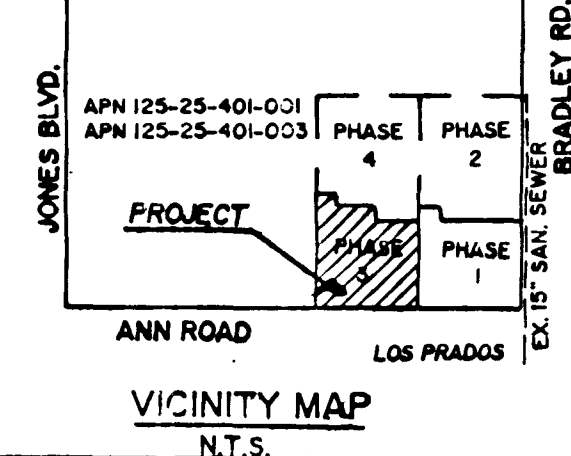 JONES BLVD.
BRADLEY RD.
APN 125-25-401-001
APN 125-25-401-003
PHASE
4
PHASE
2
EX. 15" SAN. SEWER
PROJECT
PHASE
3
PHASE
1
ANN ROAD
LOS PRADOS
VICINITY MAP
N.T.S.